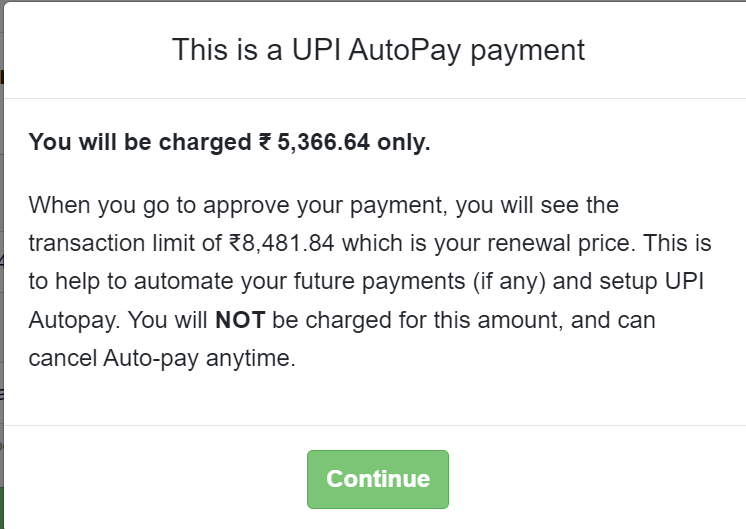 This is a UPI AutoPay payment
You will be charged ₹ 5,366.64 only.
When you go to approve your payment, you will see the
transaction limit of ₹8,481.84 which is your renewal price. This is
to help to automate your future payments (if any) and setup UPI
Autopay. You will NOT be charged for this amount, and can
cancel Auto-pay anytime.
Continue